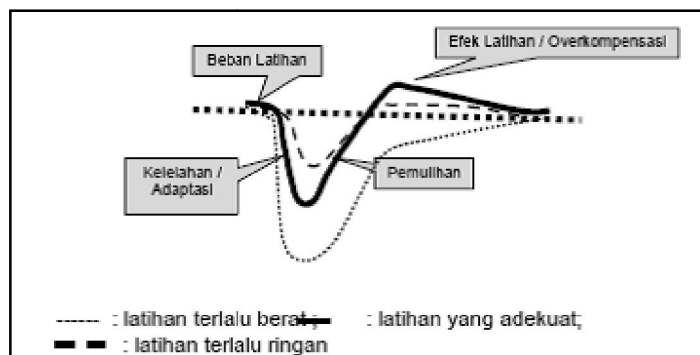 Efek Latihan / Overkompensasi
Beban Latihan
Kelelahan /
Adaptasi
Pemulihan
: latihan terlalu berat ; : latihan yang adekuat;
: latihan terlalu ringan